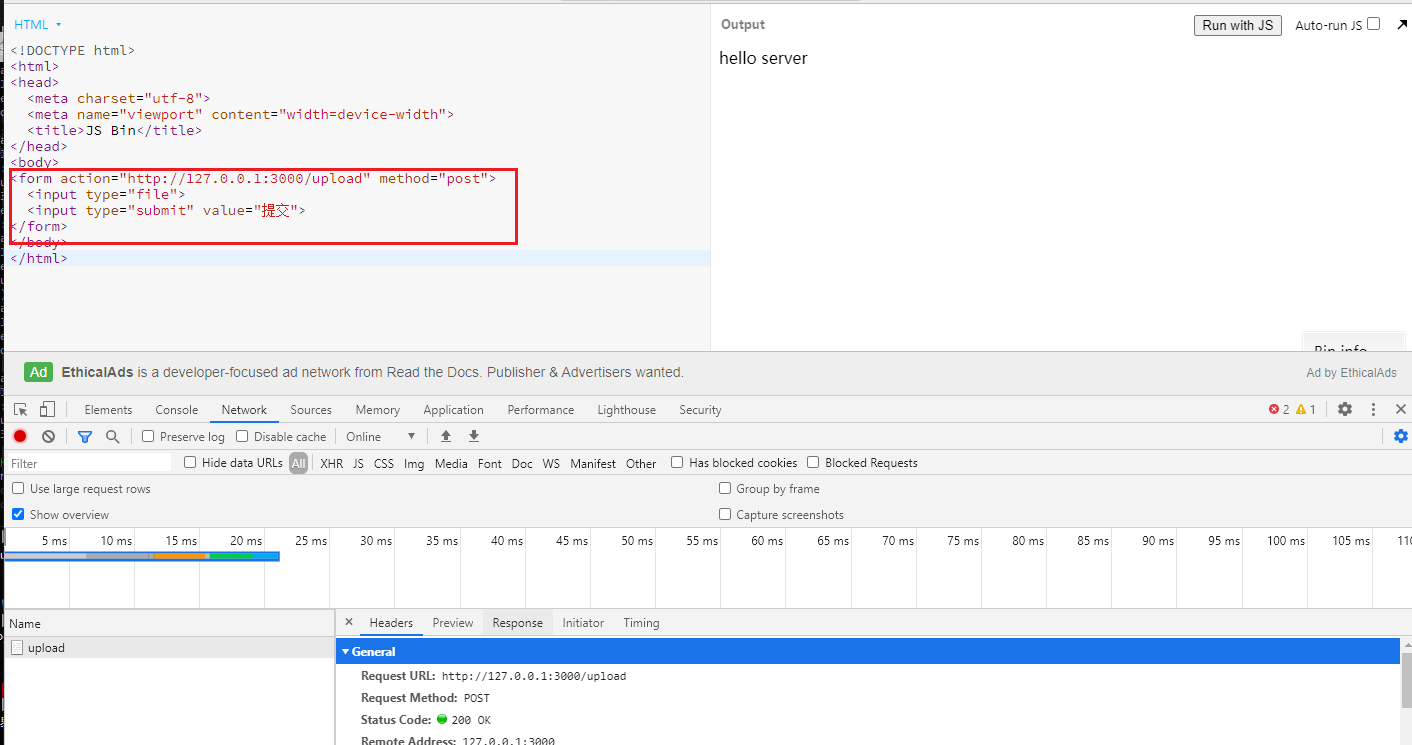 HTML
Output
Run with JS
Auto-run JS
<!DOCTYPE html>
<html>
<head>
<meta charset="utf-8">
<meta name="viewport" content="width=device-width">
<title>JS Bin</title>
</head>
<body>
<form action="http://127.0.0.1:3000/upload" method="post">
<input type="file">
<input type="submit" value="提交">
</form>
</body>
</html>
hello server
Bin info
Ad EthicalAds is a developer-focused ad network from Read the Docs. Publisher & Advertisers wanted.
Ad by EthicalAds
Elements Console Network Sources Memory Application Performance Lighthouse Security 2 1
Preserve log Disable cache Online
Filter Hide data URLs All XHR JS CSS Img Media Font Doc WS Manifest Other Has blocked cookies Blocked Requests
Use large request rows Group by frame
Show overview Capture screenshots
5 ms 10 ms 15 ms 20 ms 25 ms 30 ms 35 ms 40 ms 45 ms 50 ms 55 ms 60 ms 65 ms 70 ms 75 ms 80 ms 85 ms 90 ms 95 ms 100 ms 105 ms
Name
upload
Headers Preview Response Initiator Timing
General
Request URL: http://127.0.0.1:3000/upload
Request Method: POST
Status Code: 200 OK
Remote Address: 127.0.0.1:3000